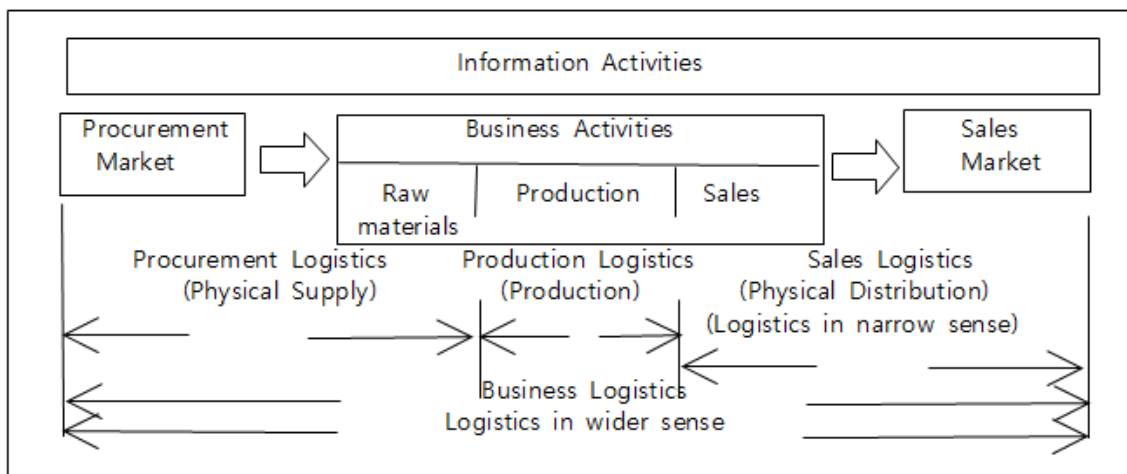 Information Activities
Procurement
Market
Business Activities
Sales
Market
Raw
materials
Production
Sales
Procurement Logistics
(Physical Supply)
Production Logistics
(Production)
Sales Logistics
(Physical Distribution)
(Logistics in narrow sense)
Business Logistics
Logistics in wider sense